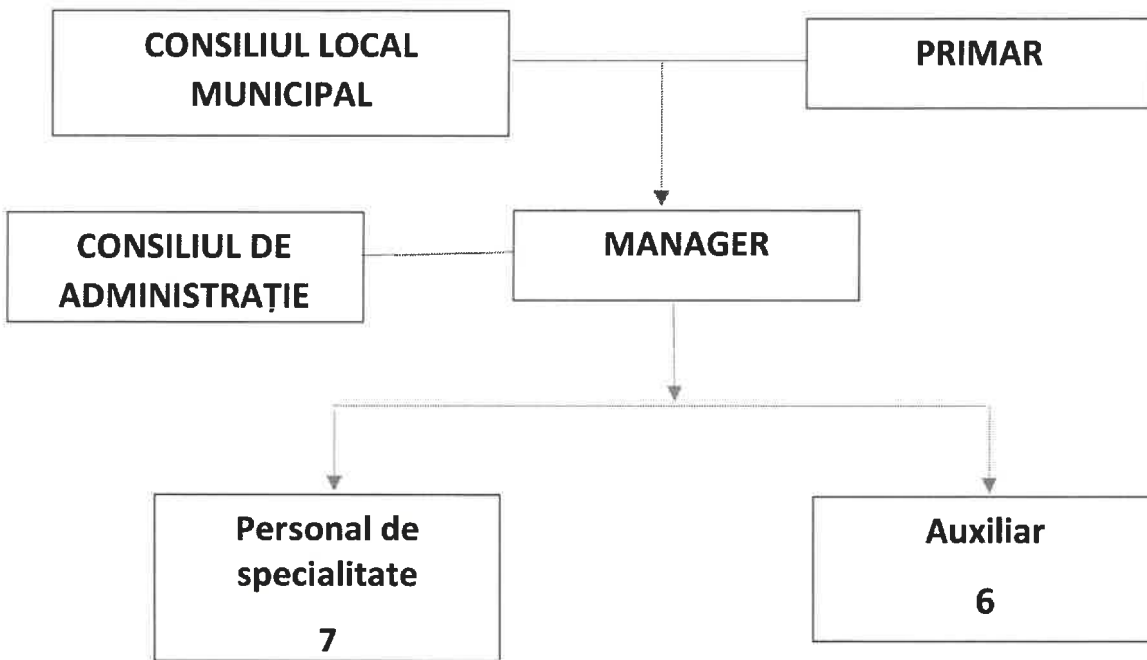 CONSILIUL LOCAL
MUNICIPAL
PRIMAR
CONSILIUL DE
ADMINISTRAȚIE
MANAGER
Personal de
specialitate
7
Auxiliar
6